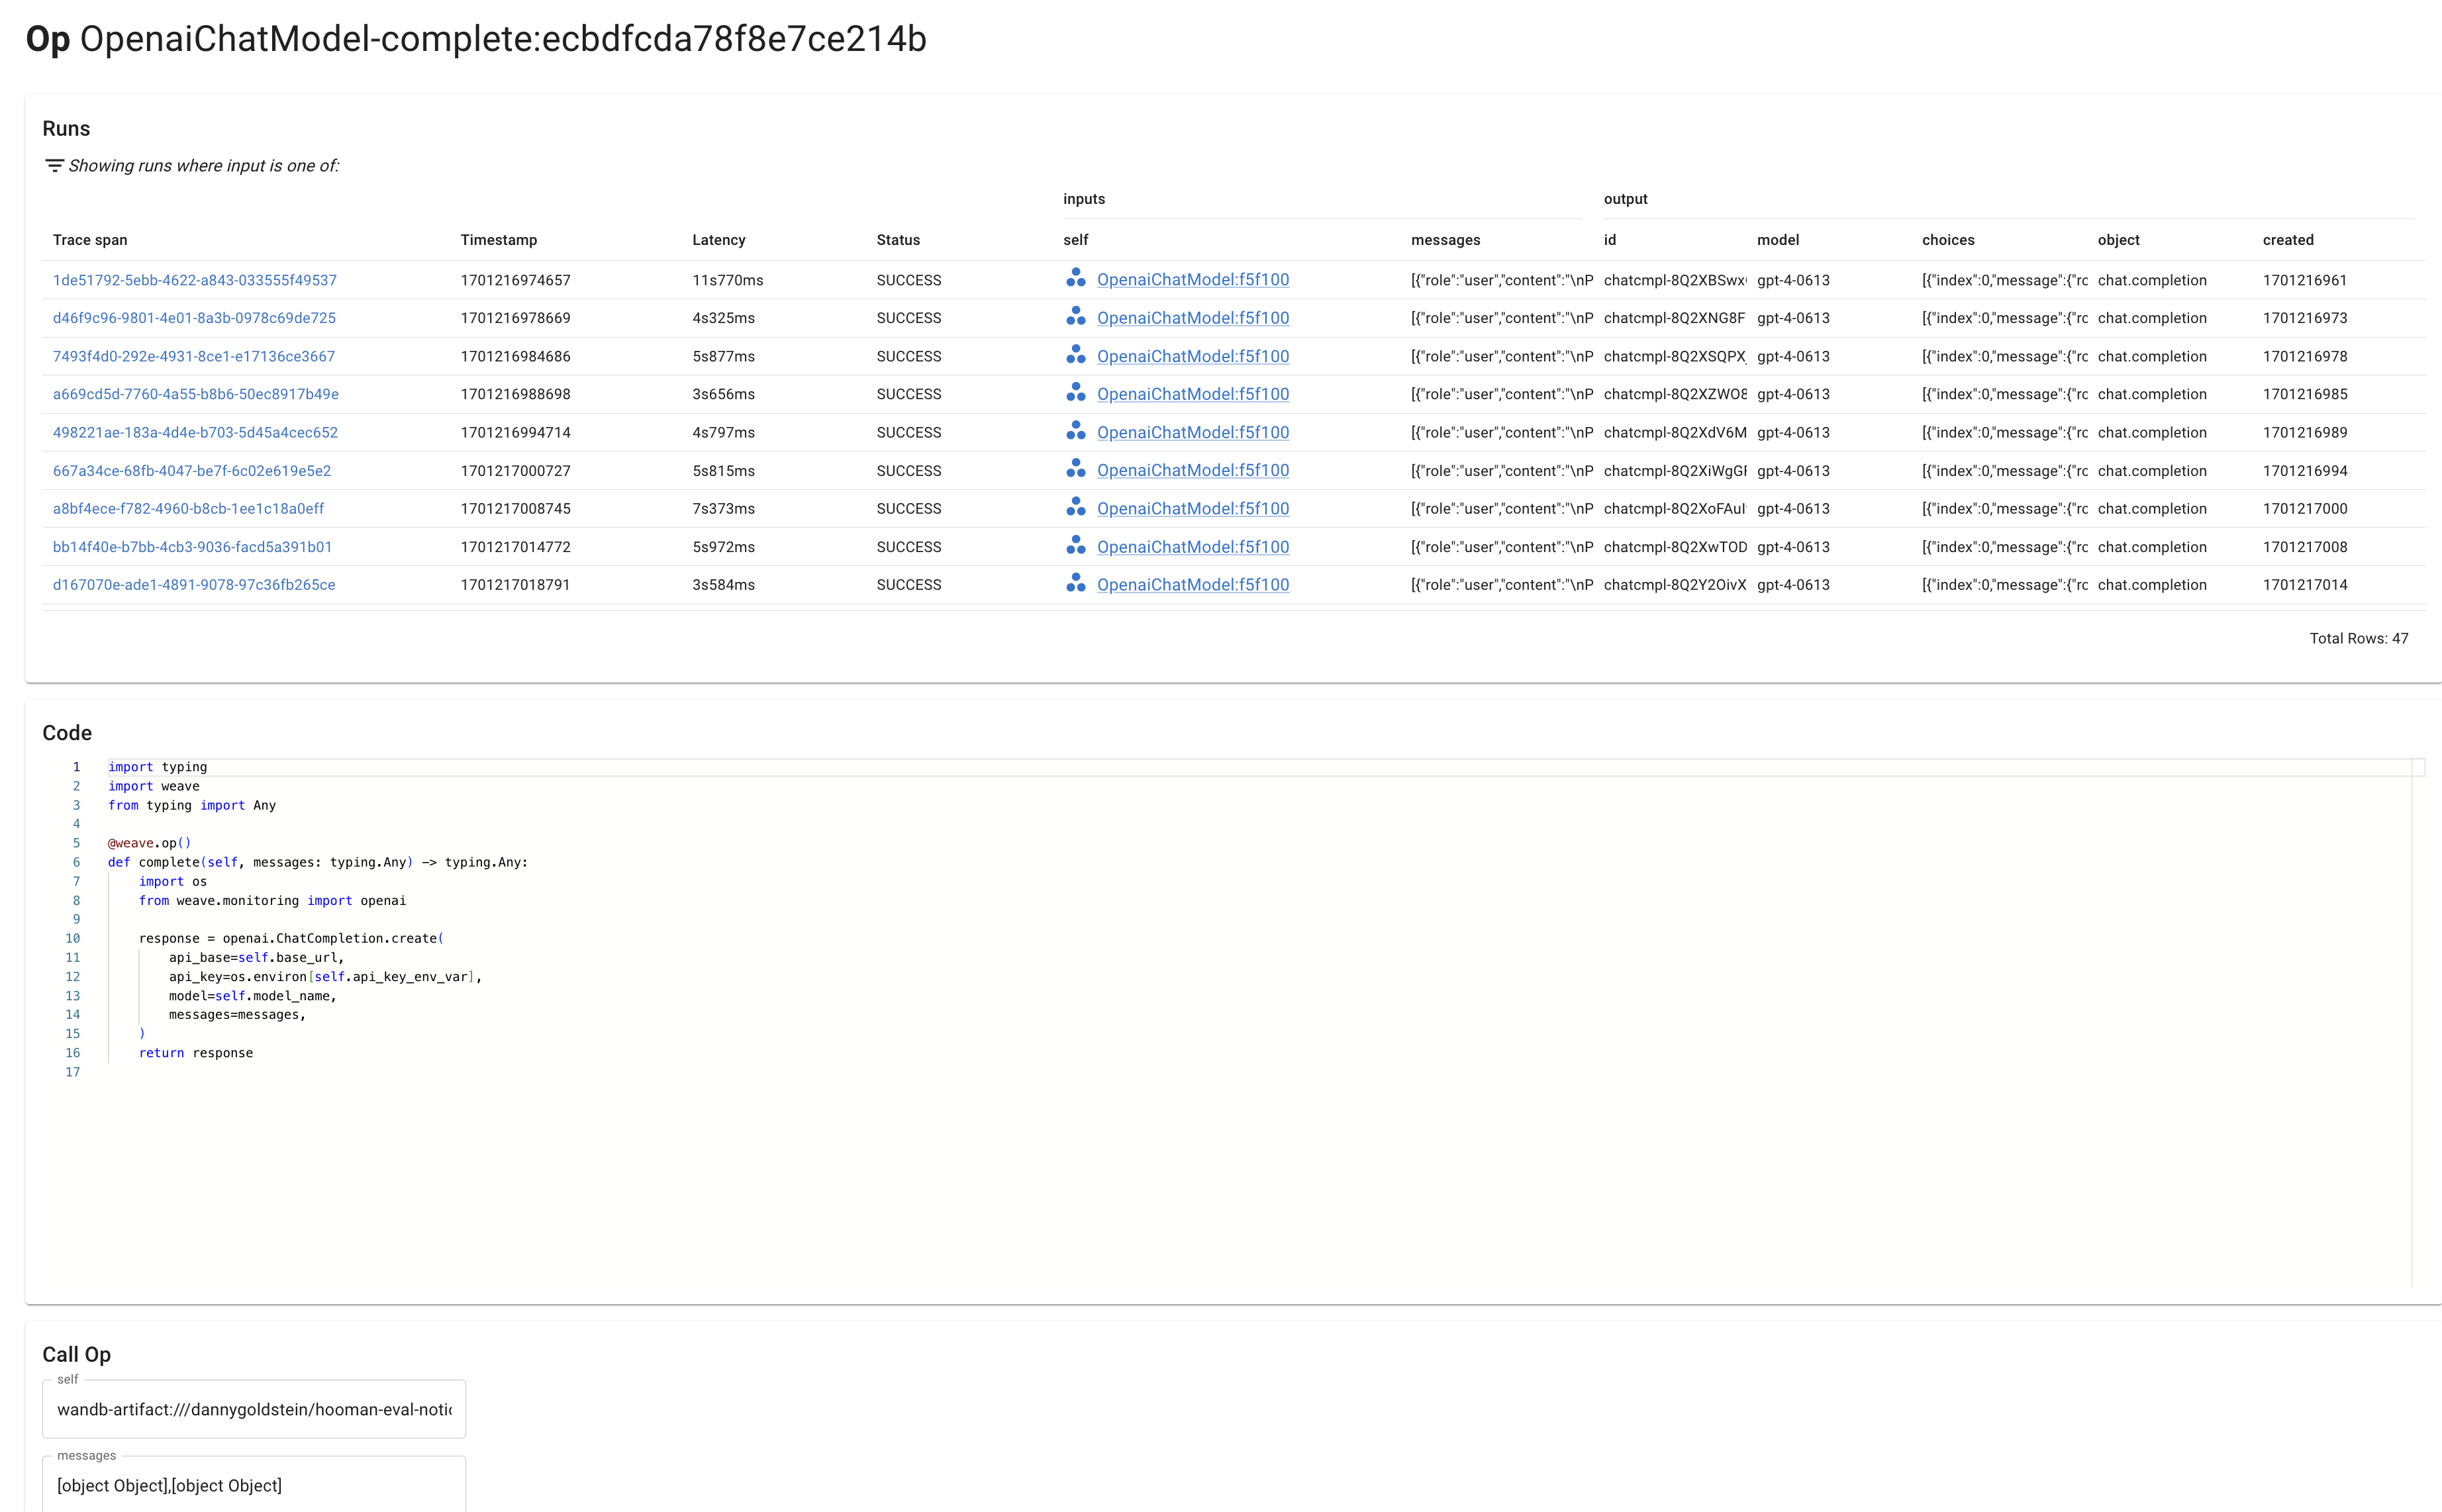 Op OpenaiChatModel-complete:ecbdfcda78f8e7ce214b
Runs
Showing runs where input is one of:
inputs output
Trace span Timestamp Latency Status self messages id model choices object created
1de51792-5ebb-4622-a843-033555f49537 1701216974657 11s770ms SUCCESS OpenaiChatModel:f5f100 [{"role":"user","content":"\nP chatcmpl-8Q2XBSwx gpt-4-0613 [{"index":0,"message":{"rc chat.completion 1701216961
d46f9c96-9801-4e01-8a3b-0978c69de725 1701216978669 4s325ms SUCCESS OpenaiChatModel:f5f100 [{"role":"user","content":"\nP chatcmpl-8Q2XNG8F gpt-4-0613 [{"index":0,"message":{"rc chat.completion 1701216973
7493f4d0-292e-4931-8ce1-e17136ce3667 1701216984686 5s877ms SUCCESS OpenaiChatModel:f5f100 [{"role":"user","content":"\nP chatcmpl-8Q2XSQPX gpt-4-0613 [{"index":0,"message":{"rc chat.completion 1701216978
a669cd5d-7760-4a55-b8b6-50ec8917b49e 1701216988698 3s656ms SUCCESS OpenaiChatModel:f5f100 [{"role":"user","content":"\nP chatcmpl-8Q2XZWO8 gpt-4-0613 [{"index":0,"message":{"rc chat.completion 1701216985
498221ae-183a-4d4e-b703-5d45a4cec652 1701216994714 4s797ms SUCCESS OpenaiChatModel:f5f100 [{"role":"user","content":"\nP chatcmpl-8Q2XdV6M gpt-4-0613 [{"index":0,"message":{"rc chat.completion 1701216989
667a34ce-68fb-4047-be7f-6c02e619e5e2 1701217000727 5s815ms SUCCESS OpenaiChatModel:f5f100 [{"role":"user","content":"\nP chatcmpl-8Q2XiWgG gpt-4-0613 [{"index":0,"message":{"rc chat.completion 1701216994
a8bf4ece-f782-4960-b8cb-1ee1c18a0eff 1701217008745 7s373ms SUCCESS OpenaiChatModel:f5f100 [{"role":"user","content":"\nP chatcmpl-8Q2XoFAuI gpt-4-0613 [{"index":0,"message":{"rc chat.completion 1701217000
bb14f40e-b7bb-4cb3-9036-facd5a391b01 1701217014772 5s972ms SUCCESS OpenaiChatModel:f5f100 [{"role":"user","content":"\nP chatcmpl-8Q2XwTOD gpt-4-0613 [{"index":0,"message":{"rc chat.completion 1701217008
d167070e-ade1-4891-9078-97c36fb265ce 1701217018791 3s584ms SUCCESS OpenaiChatModel:f5f100 [{"role":"user","content":"\nP chatcmpl-8Q2Y2OivX gpt-4-0613 [{"index":0,"message":{"rc chat.completion 1701217014
Total Rows: 47
Code
1 import typing
2 import weave
3 from typing import Any
4
5 @weave.op()
6 def complete(self, messages: typing.Any) -> typing.Any:
7     import os
8     from weave.monitoring import openai
9
10     response = openai.ChatCompletion.create(
11         api_base=self.base_url,
12         api_key=os.environ[self.api_key_env_var],
13         model=self.model_name,
14         messages=messages,
15     )
16     return response
17
Call Op
self
wandb-artifact:///dannygoldstein/hooman-eval-notic
messages
[object Object],[object Object]